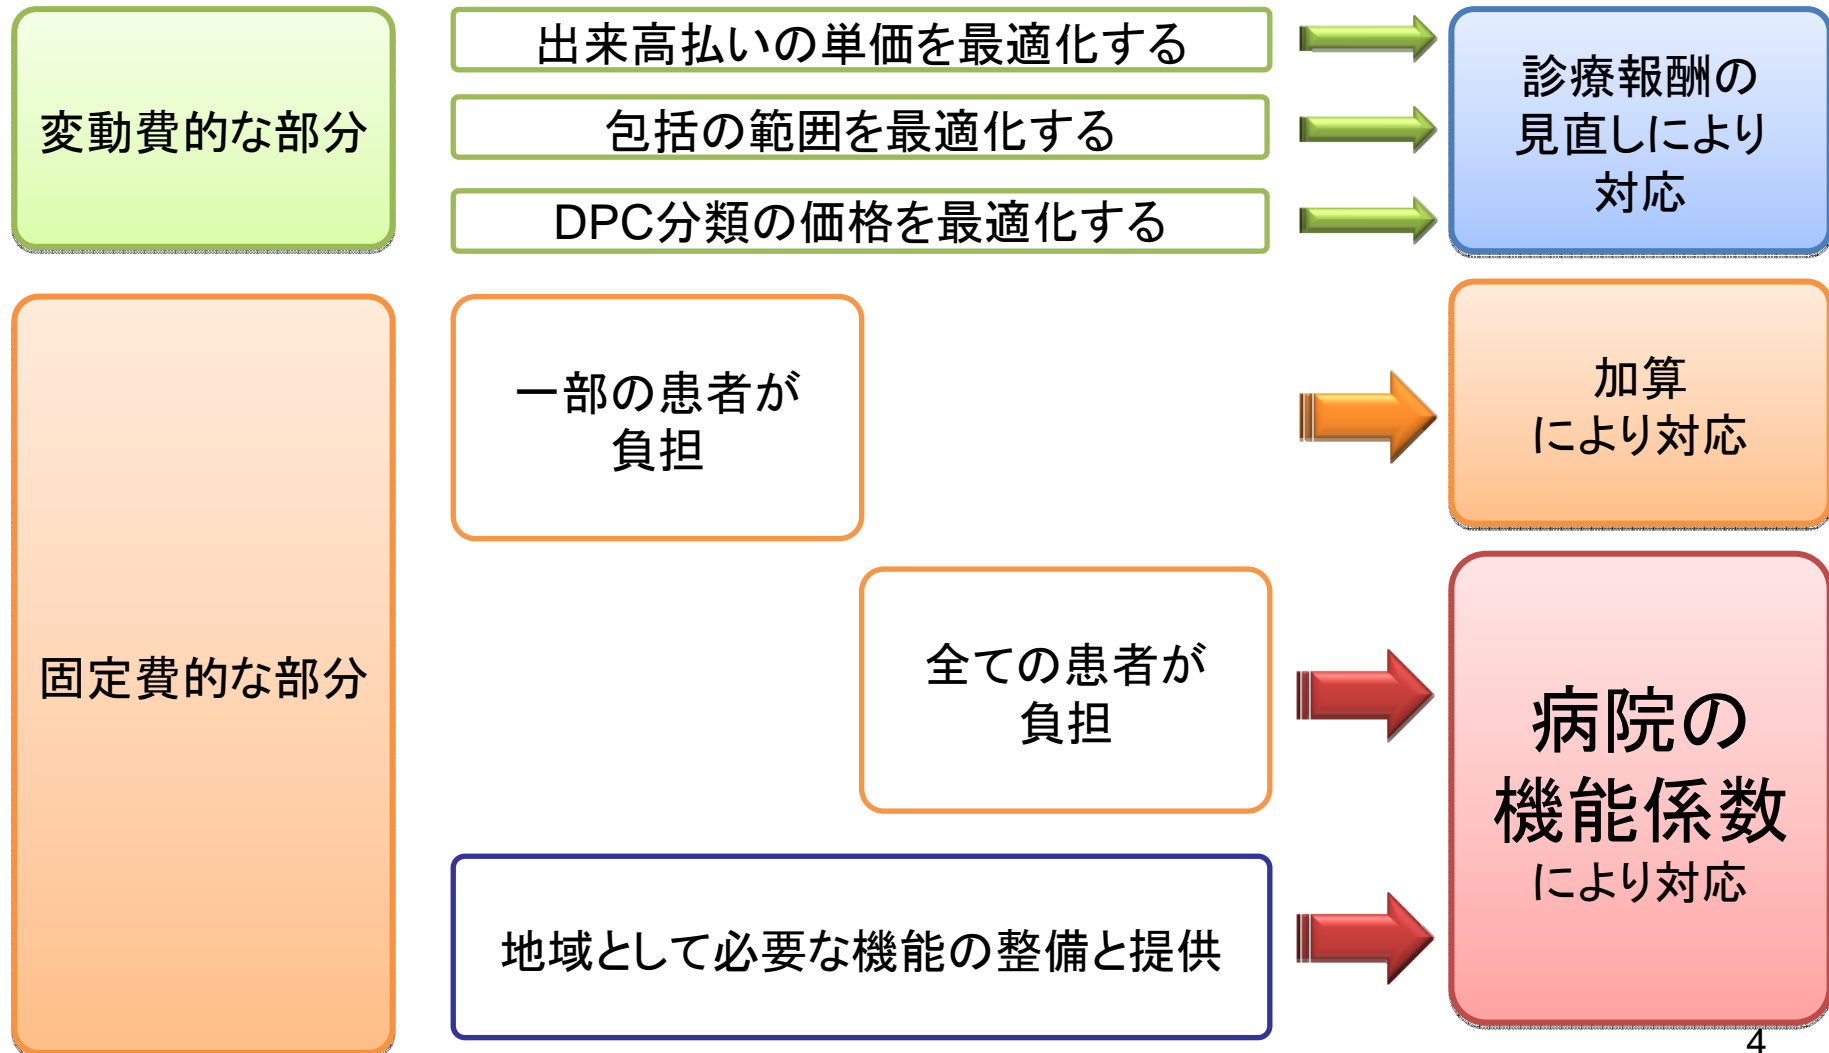 変動費的な部分
出来高払いの単価を最適化する
包括の範囲を最適化する
DPC分類の価格を最適化する
診療報酬の
見直しにより
対応
固定費的な部分
一部の患者が
負担
加算
により対応
全ての患者が
負担
地域として必要な機能の整備と提供
病院の
機能係数
により対応
4